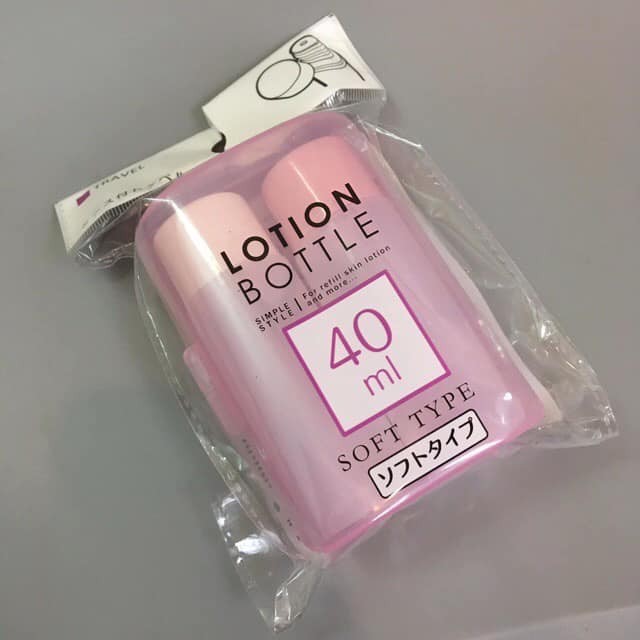 TRAVEL
LOTION
BOTTLE
SIMPLE
STYLE
For refill skin lotion
and more...
40
ml
SOFT TYPE
ソフトタイプ